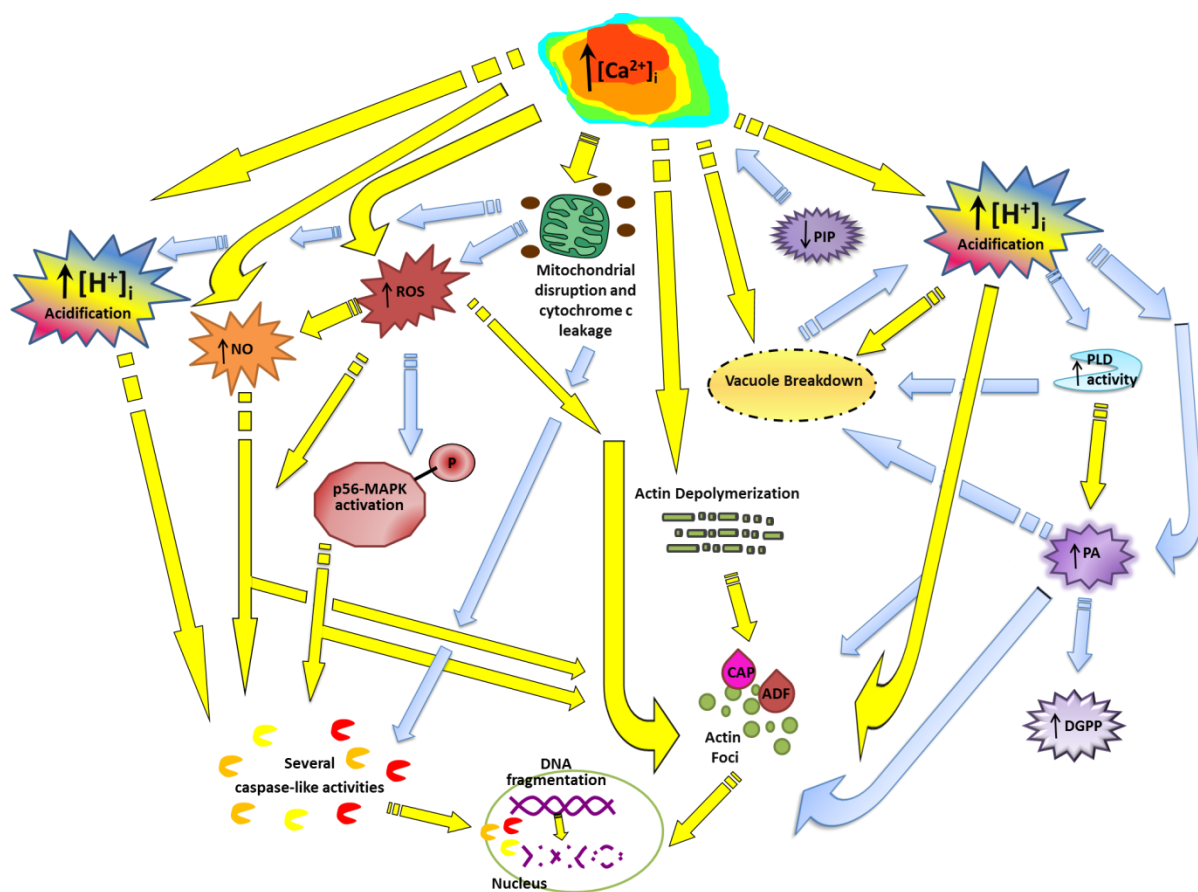 ↑[Ca²⁺]ᵢ
↑[H⁺]ᵢ
Acidification
↑NO
↑ROS
Mitochondrial
disruption and
cytochrome c
leakage
↓PIP
↑[H⁺]ᵢ
Acidification
Vacuole Breakdown
↑PLD
activity
p56-MAPK
activation
P
Actin Depolymerization
↑PA
CAP
ADF
Actin
Foci
↑DGPP
Several
caspase-like activities
DNA
fragmentation
Nucleus